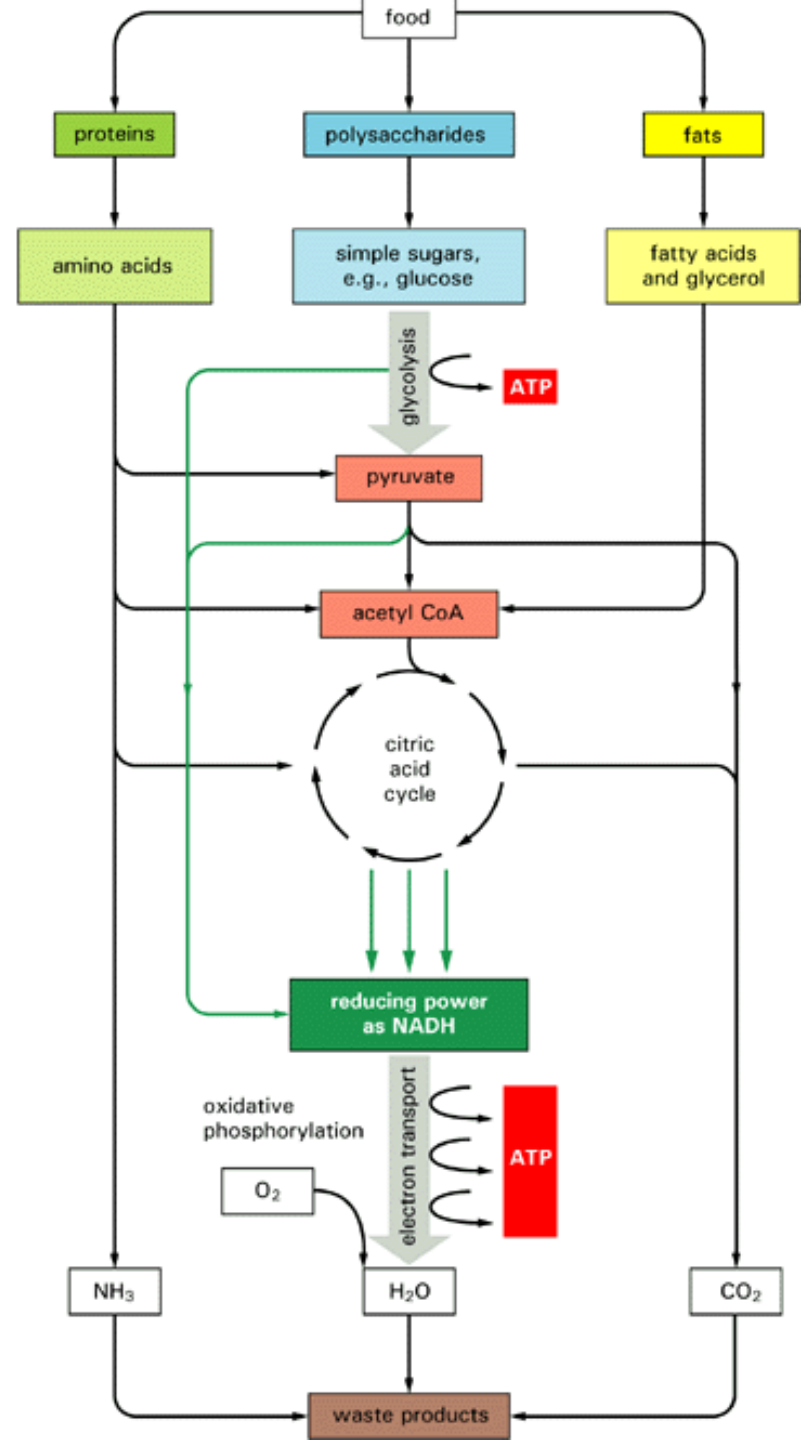 food
proteins
polysaccharides
fats
amino acids
simple sugars,
e.g., glucose
fatty acids
and glycerol
glycolysis
ATP
pyruvate
acetyl CoA
citric
acid
cycle
reducing power
as NADH
oxidative
phosphorylation
electron transport
ATP
O₂
NH₃
H₂O
CO₂
waste products